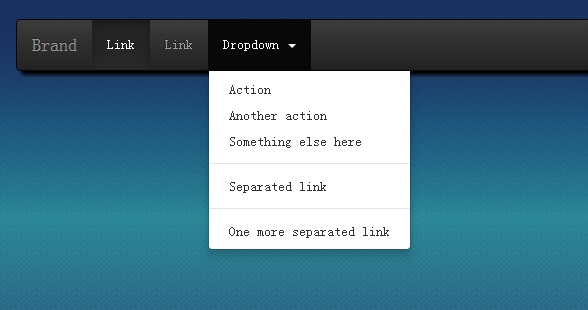 Brand Link Link Dropdown
Action
Another action
Something else here
Separated link
One more separated link